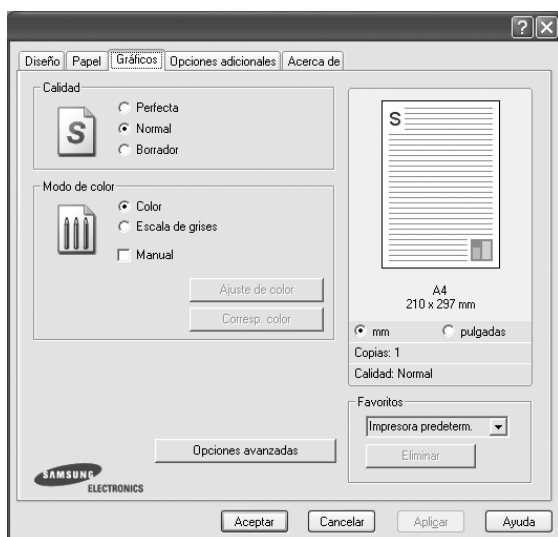 Diseño Papel Gráficos Opciones adicionales Acerca de
Calidad
S
Perfecta
Normal
Borrador
Modo de color
Color
Escala de grises
Manual
Ajuste de color
Corresp. color
S
A4
210 x 297 mm
mm pulgadas
Copias: 1
Calidad: Normal
Favoritos
Impresora predeterm.
Eliminar
Opciones avanzadas
SAMSUNG
ELECTRONICS
Aceptar Cancelar Aplicar Ayuda